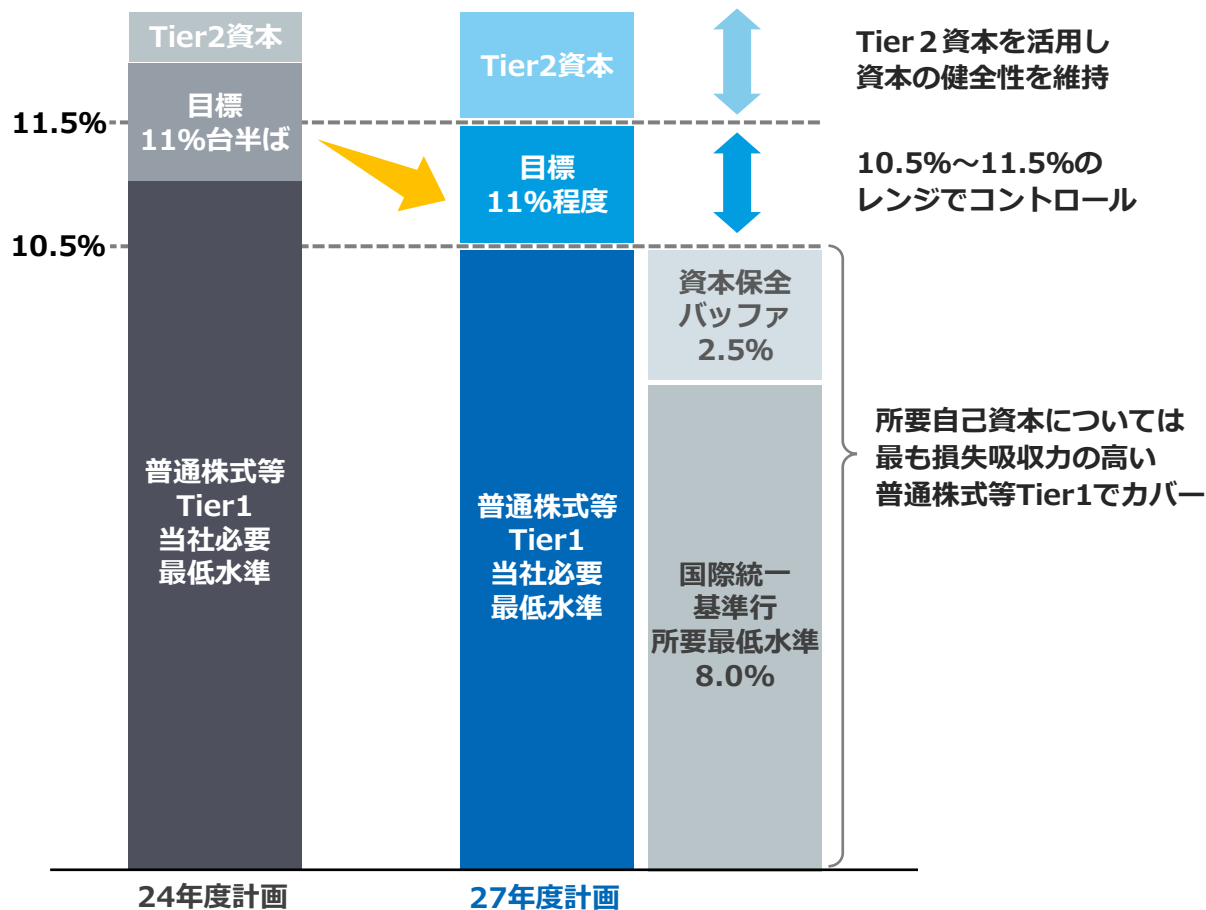 Tier2資本
目標
11%台半ば
普通株式等
Tier1
当社必要
最低水準
24年度計画
11.5%
10.5%
Tier2資本
目標
11%程度
普通株式等
Tier1
当社必要
最低水準
27年度計画
資本保全
バッファ
2.5%
国際統一
基準行
所要最低水準
8.0%
Tier２資本を活用し
資本の健全性を維持
10.5%～11.5%の
レンジでコントロール
所要自己資本については
最も損失吸収力の高い
普通株式等Tier1でカバー